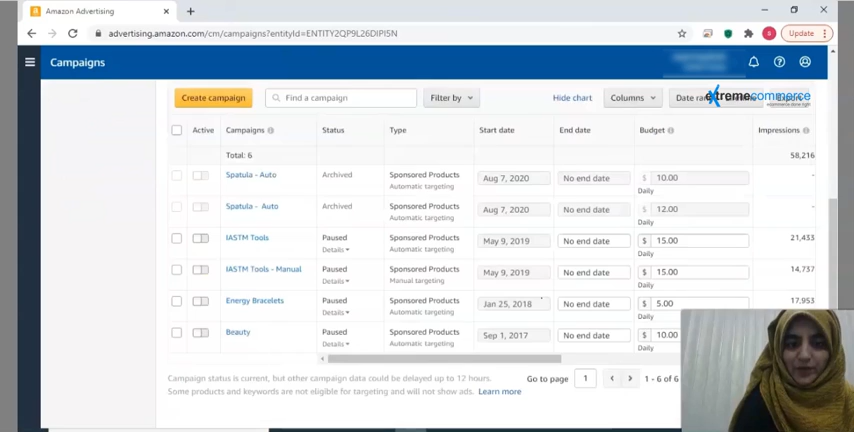 Amazon Advertising
advertising.amazon.com/cm/campaigns?entityId=ENTITY2QP9L26DIPI5N
Update
Campaigns
Create campaign
Find a campaign
Filter by
Hide chart
Columns
extremecommerce
ecommerce done right
Active Campaigns Status Type Start date End date Budget Impressions
Total: 6 58,216
Spatula - Auto Archived Sponsored Products Aug 7, 2020 No end date $ 10.00 -
Automatic targeting Daily
Spatula - Auto Archived Sponsored Products Aug 7, 2020 No end date $ 12.00 -
Automatic targeting Daily
IASTM Tools Paused Sponsored Products May 9, 2019 No end date $ 15.00 21,433
Details Automatic targeting Daily
IASTM Tools - Manual Paused Sponsored Products May 9, 2019 No end date $ 15.00 14,737
Details Manual targeting Daily
Energy Bracelets Paused Sponsored Products Jan 25, 2018 No end date $ 5.00 17,953
Details Automatic targeting Daily
Beauty Paused Sponsored Products Sep 1, 2017 No end date $ 10.00
Details Automatic targeting Daily
Campaign status is current, but other campaign data could be delayed up to 12 hours.
Some products and keywords are not eligible for targeting and will not show ads. Learn more
Go to page 1 1 - 6 of 6